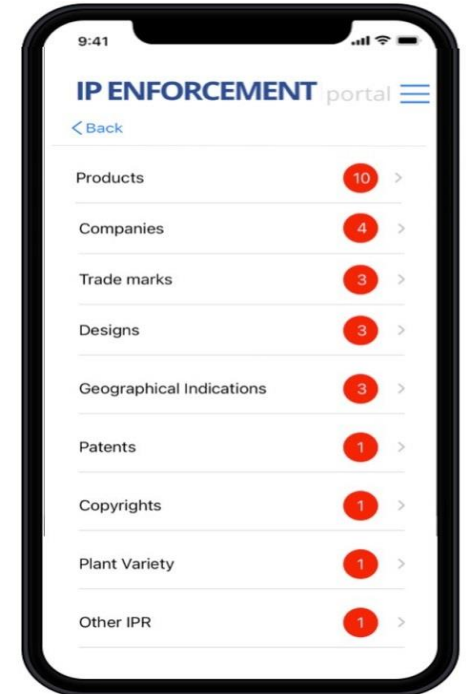 9:41
IP ENFORCEMENT portal
Back
Products 10
Companies 4
Trade marks 3
Designs 3
Geographical Indications 3
Patents 1
Copyrights 1
Plant Variety 1
Other IPR 1